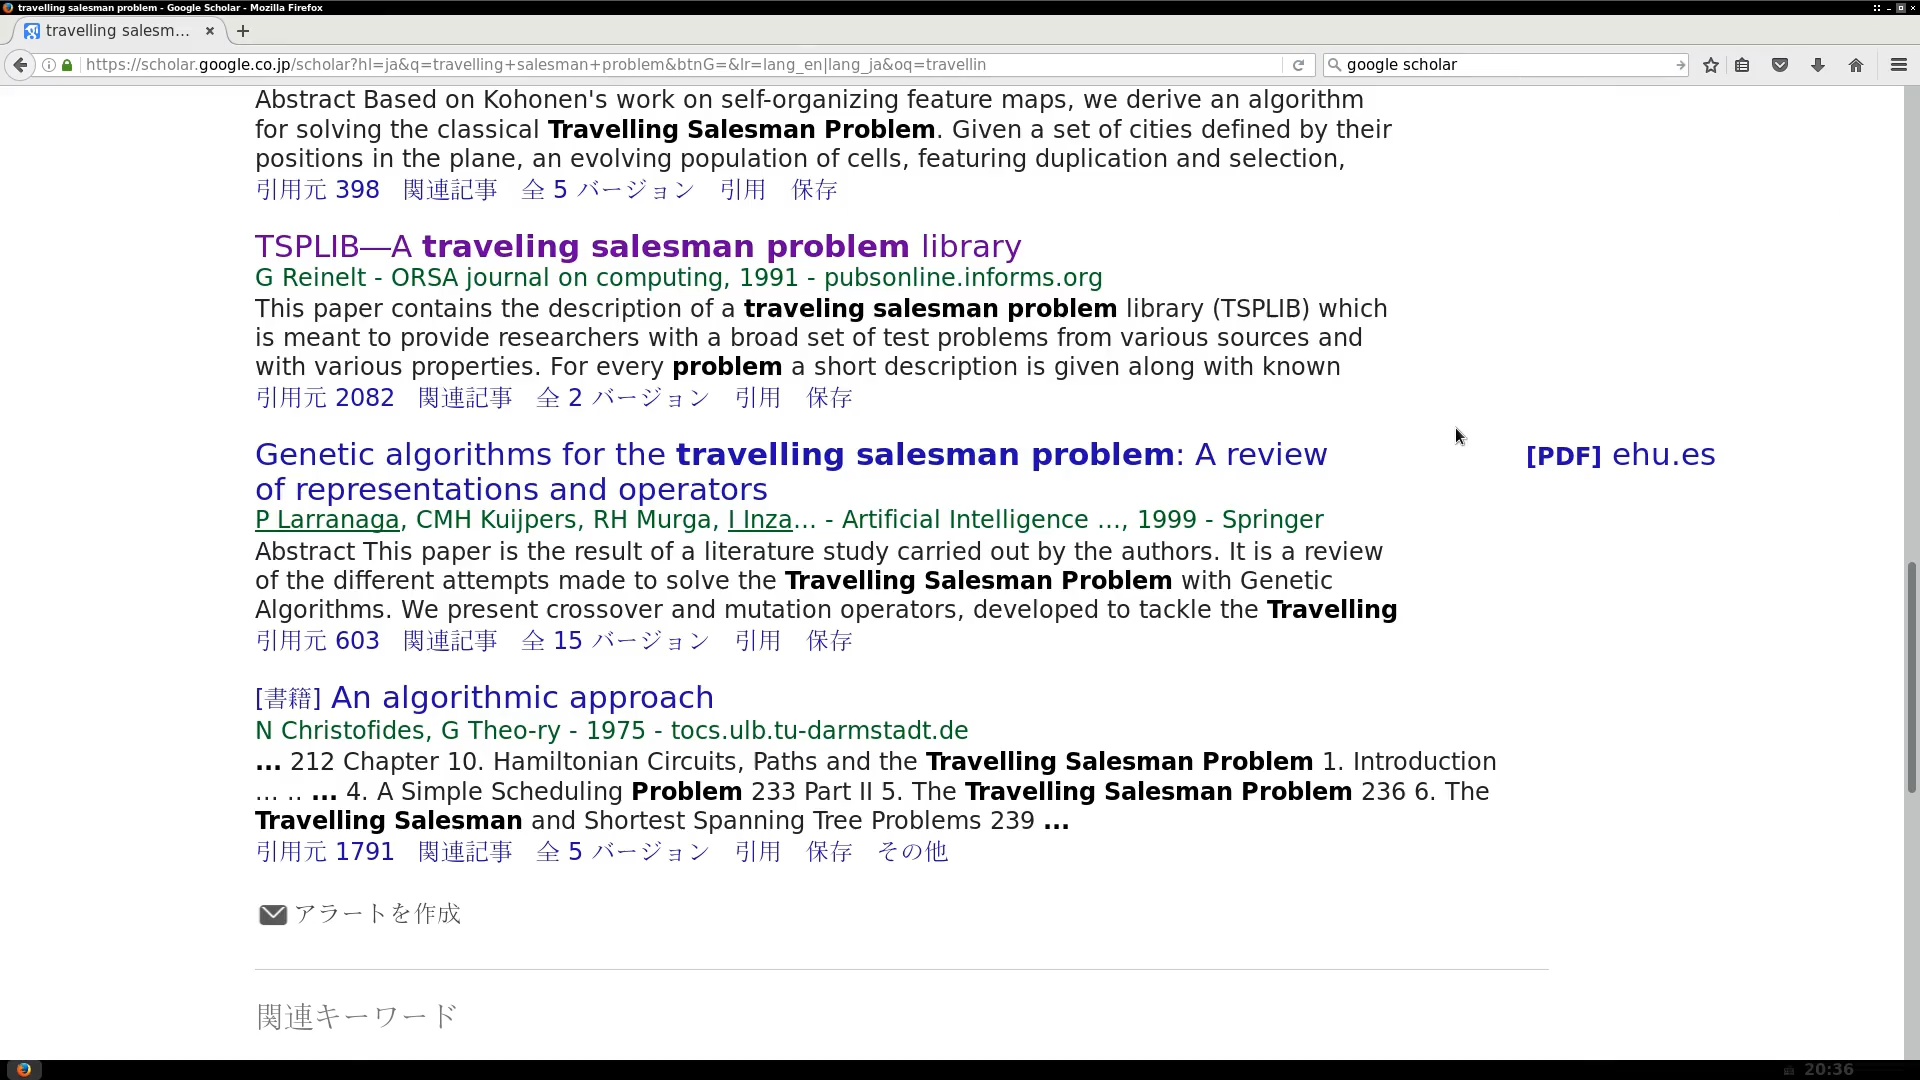 travelling salesman problem - Google Scholar - Mozilla Firefox
travelling salesm...
https://scholar.google.co.jp/scholar?hl=ja&q=travelling+salesman+problem&btnG=&lr=lang_en|lang_ja&oq=travellin
google scholar
Abstract Based on Kohonen's work on self-organizing feature maps, we derive an algorithm
for solving the classical Travelling Salesman Problem. Given a set of cities defined by their
positions in the plane, an evolving population of cells, featuring duplication and selection,
引用元 398 関連記事 全 5 バージョン 引用 保存
TSPLIB—A traveling salesman problem library
G Reinelt - ORSA journal on computing, 1991 - pubsonline.informs.org
This paper contains the description of a traveling salesman problem library (TSPLIB) which
is meant to provide researchers with a broad set of test problems from various sources and
with various properties. For every problem a short description is given along with known
引用元 2082 関連記事 全 2 バージョン 引用 保存
Genetic algorithms for the travelling salesman problem: A review
of representations and operators
[PDF] ehu.es
P Larranaga, CMH Kuijpers, RH Murga, I Inza... - Artificial Intelligence ..., 1999 - Springer
Abstract This paper is the result of a literature study carried out by the authors. It is a review
of the different attempts made to solve the Travelling Salesman Problem with Genetic
Algorithms. We present crossover and mutation operators, developed to tackle the Travelling
引用元 603 関連記事 全 15 バージョン 引用 保存
[書籍] An algorithmic approach
N Christofides, G Theo-ry - 1975 - tocs.ulb.tu-darmstadt.de
... 212 Chapter 10. Hamiltonian Circuits, Paths and the Travelling Salesman Problem 1. Introduction
... .. ... 4. A Simple Scheduling Problem 233 Part II 5. The Travelling Salesman Problem 236 6. The
Travelling Salesman and Shortest Spanning Tree Problems 239 ...
引用元 1791 関連記事 全 5 バージョン 引用 保存 その他
アラートを作成
関連キーワード
20:36